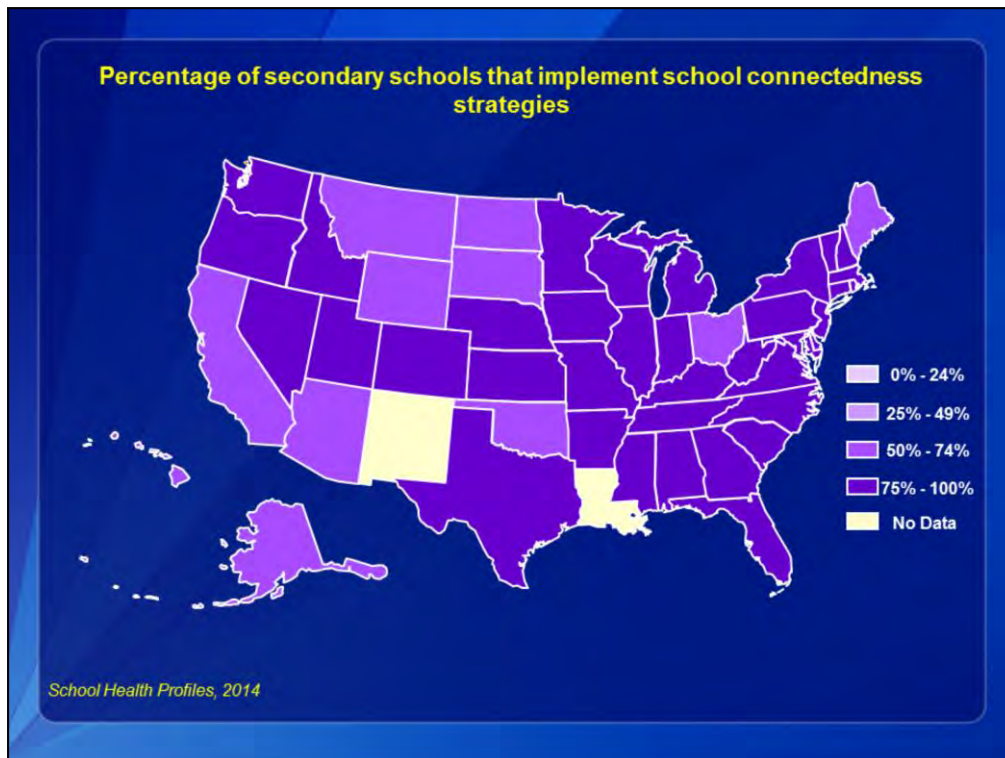 Percentage of secondary schools that implement school connectedness
strategies
0% - 24%
25% - 49%
50% - 74%
75% - 100%
No Data
School Health Profiles, 2014